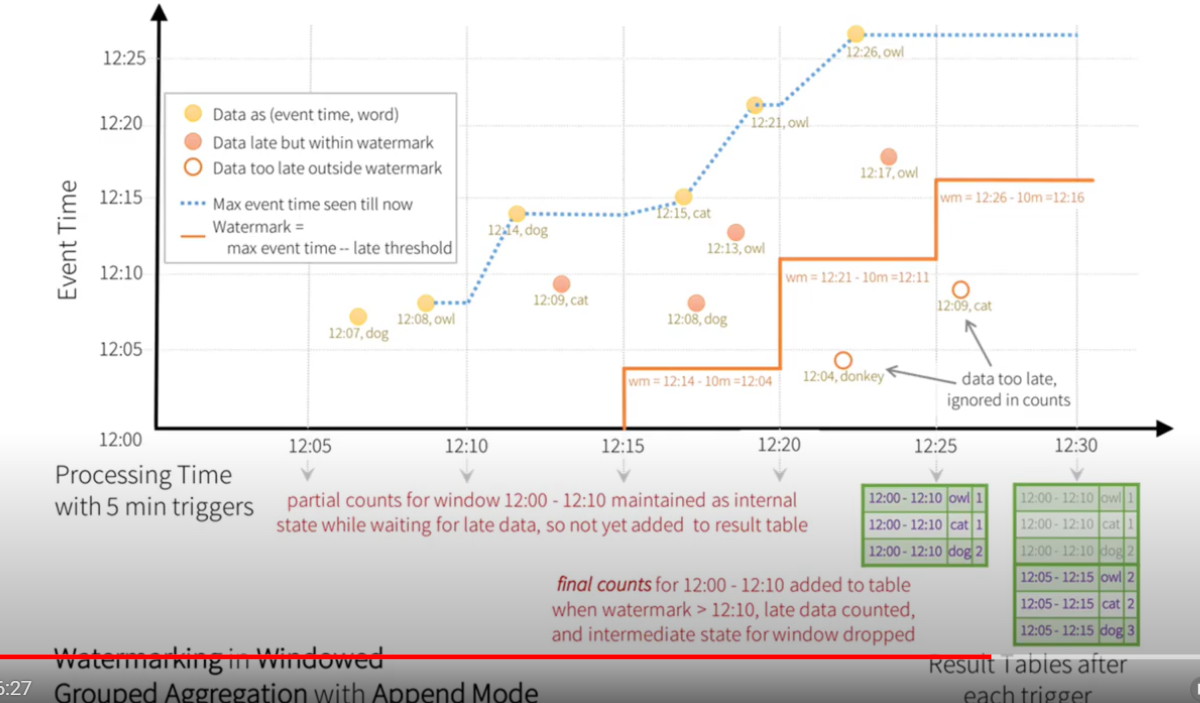 12:25
12:20
12:15
12:10
12:05
12:00
Event Time
Data as (event time, word)
Data late but within watermark
Data too late outside watermark
Max event time seen till now
Watermark =
max event time -- late threshold
12:07, dog
12:08, owl
12:14, dog
12:09, cat
12:15, cat
12:08, dog
12:13, owl
12:21, owl
12:26, owl
12:17, owl
12:04, donkey
12:09, cat
wm = 12:14 - 10m =12:04
wm = 12:21 - 10m =12:11
wm = 12:26 - 10m =12:16
data too late,
ignored in counts
12:05
12:10
12:15
12:20
12:25
12:30
Processing Time
with 5 min triggers
partial counts for window 12:00 - 12:10 maintained as internal
state while waiting for late data, so not yet added to result table
12:00 - 12:10 owl 1
12:00 - 12:10 cat 1
12:00 - 12:10 dog 2
12:00 - 12:10 owl 1
12:00 - 12:10 cat 1
12:00 - 12:10 dog 2
12:05 - 12:15 owl 2
12:05 - 12:15 cat 2
12:05 - 12:15 dog 3
final counts for 12:00 - 12:10 added to table
when watermark > 12:10, late data counted,
and intermediate state for window dropped
Watermarking in Windowed
Grouped Aggregation with Append Mode
Result Tables after
each trigger